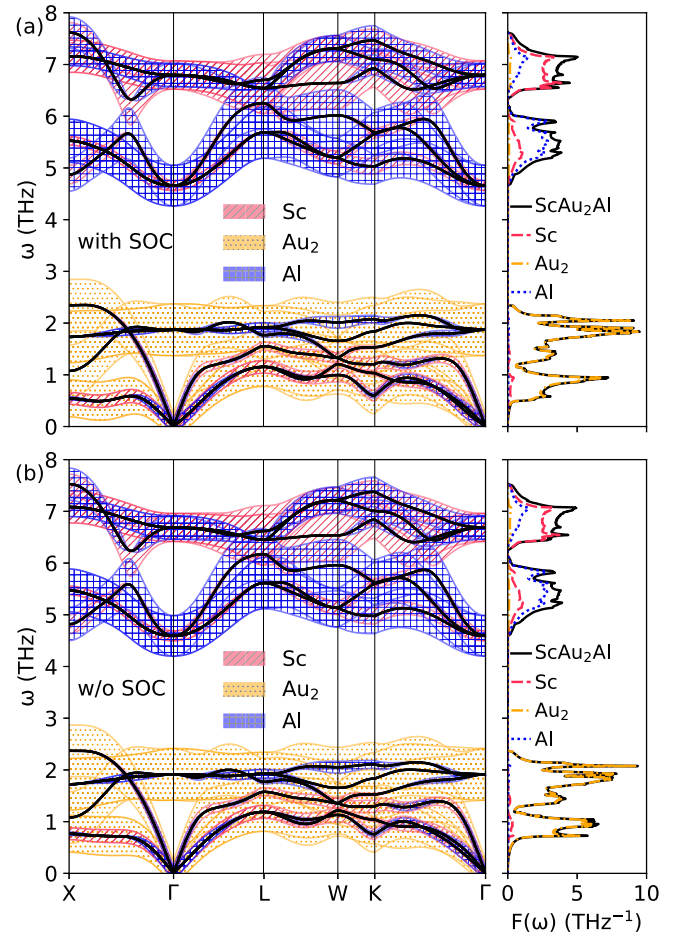 (a)
8
7
6
5
4
3
2
1
0
ω (THz)
with SOC
Sc
Au₂
Al
ScAu₂Al
Sc
Au₂
Al
(b)
8
7
6
5
4
3
2
1
0
ω (THz)
w/o SOC
Sc
Au₂
Al
ScAu₂Al
Sc
Au₂
Al
X Γ L W K Γ
0 5 10
F(ω) (THz⁻¹)